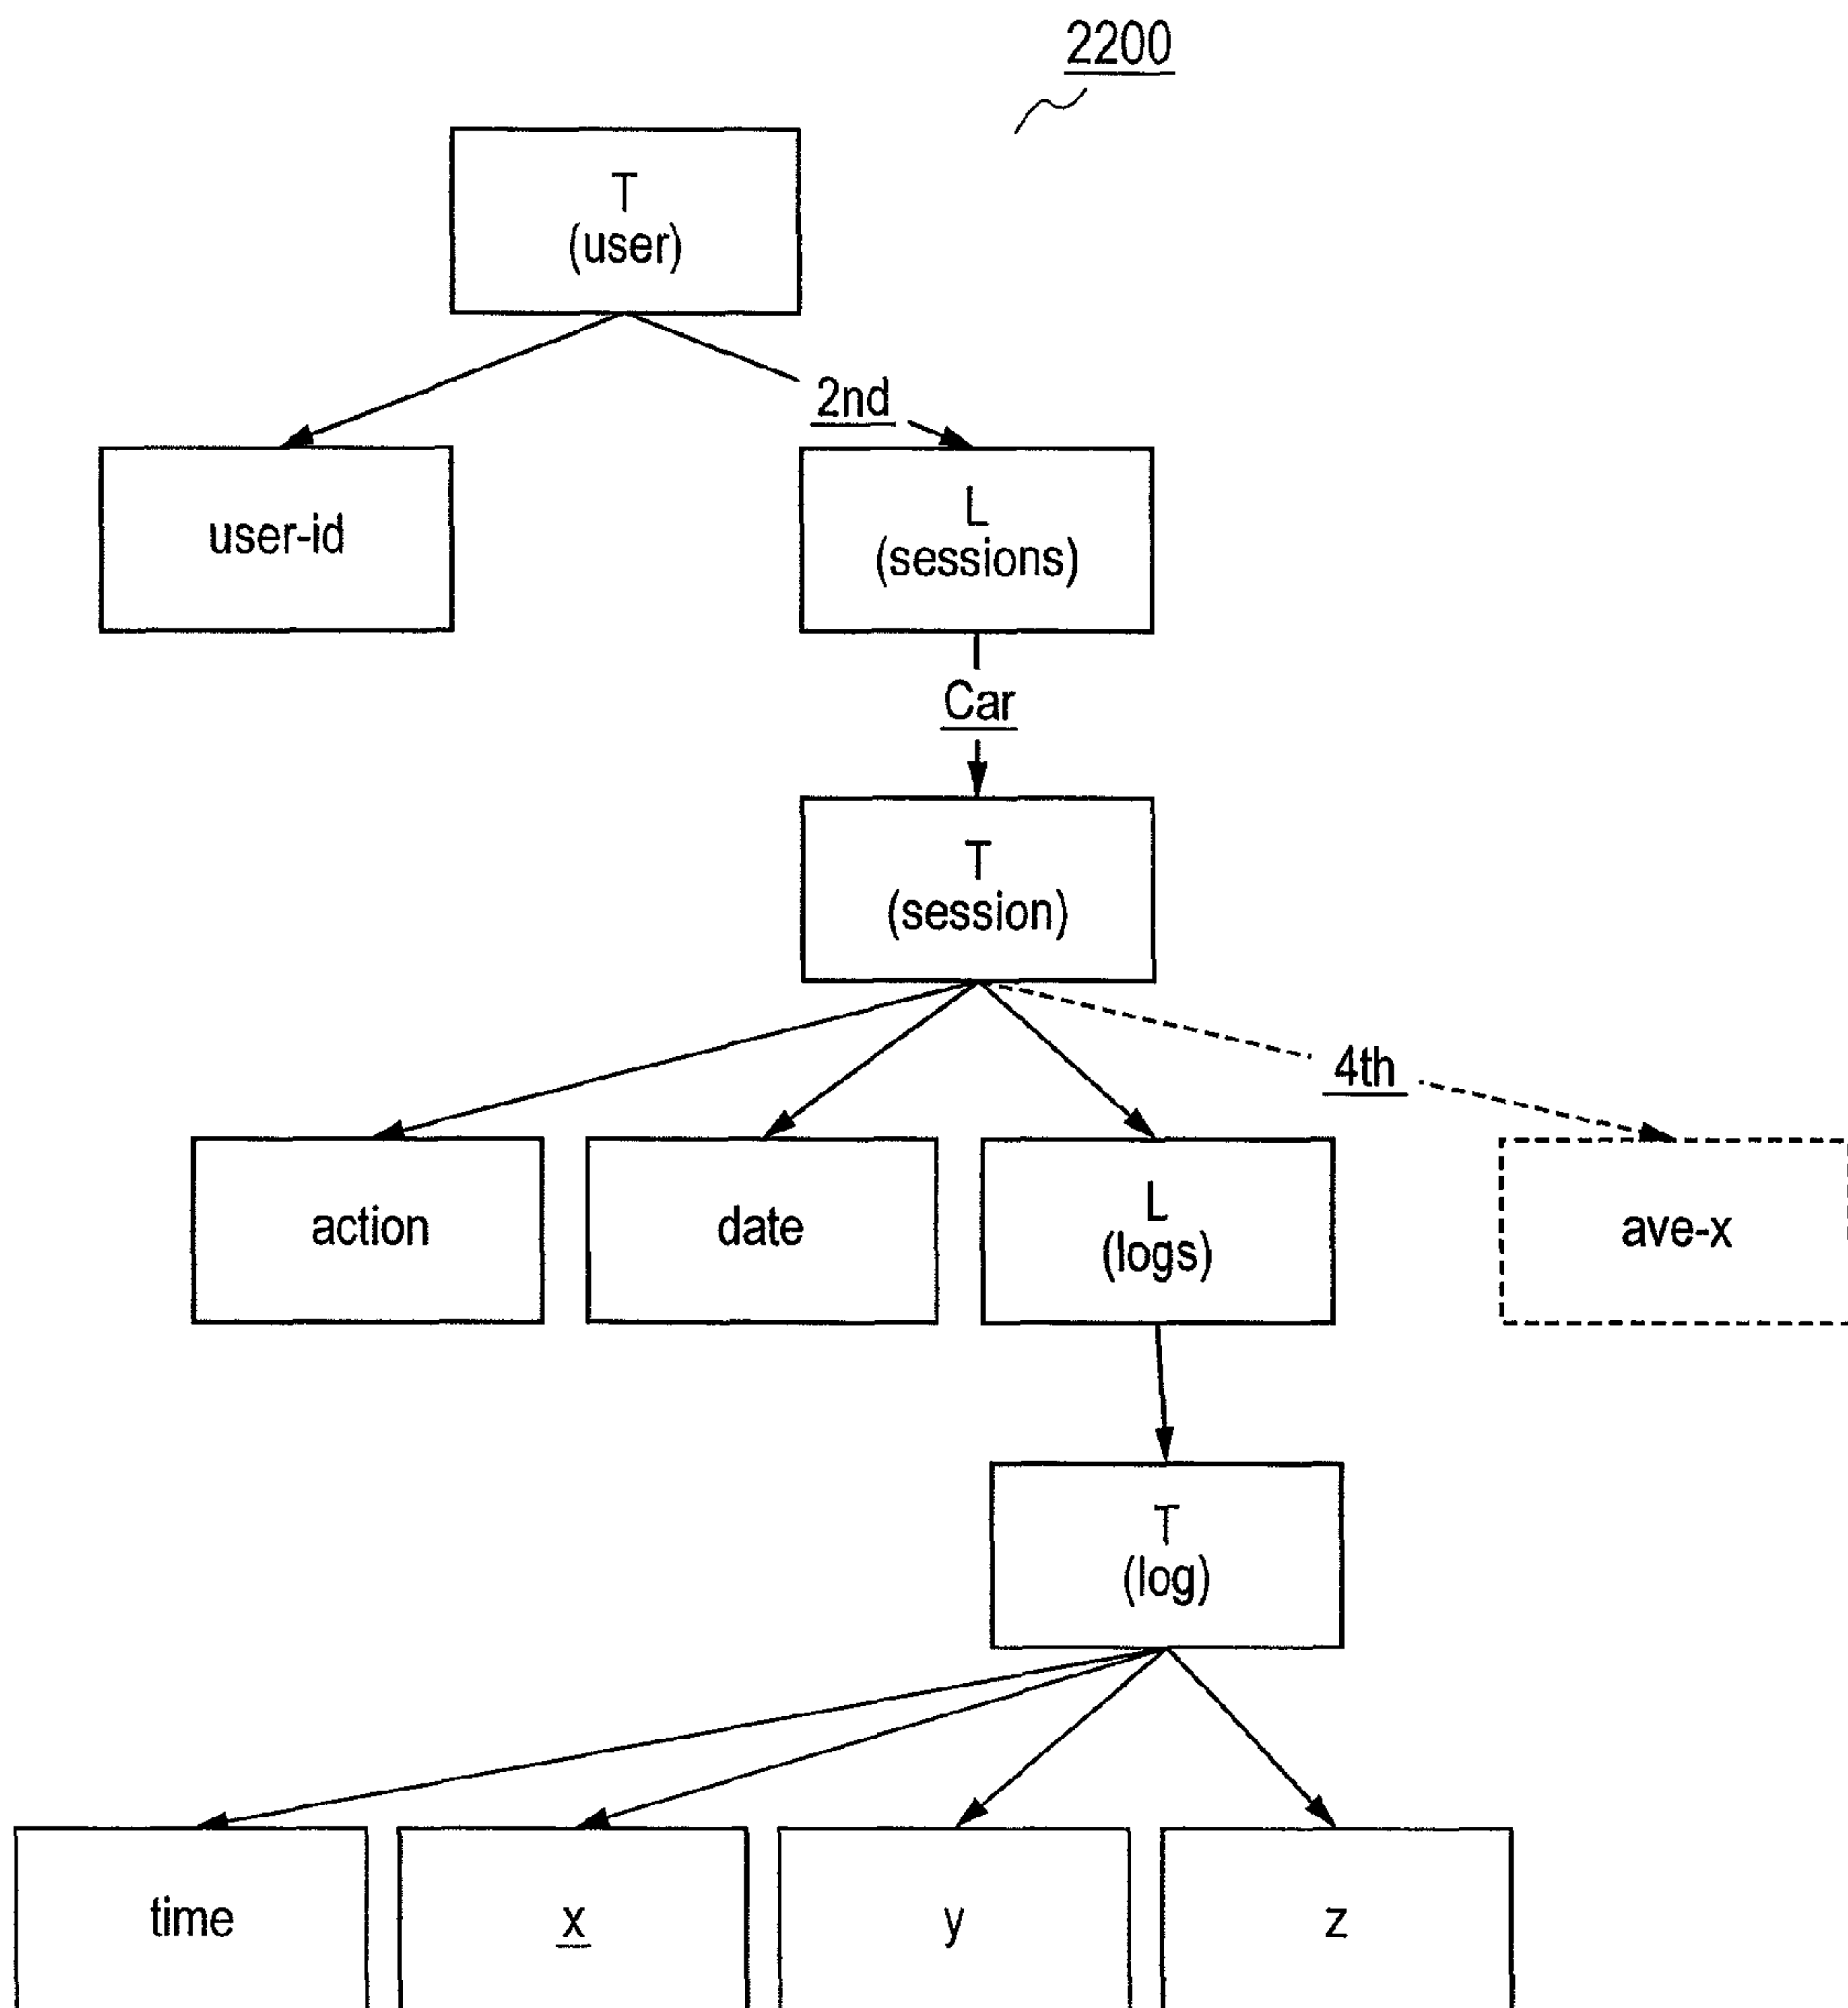 2200
T
(user)
2nd
user-id
L
(sessions)
Car
T
(session)
4th
action
date
L
(logs)
ave-x
T
(log)
time
x
y
z